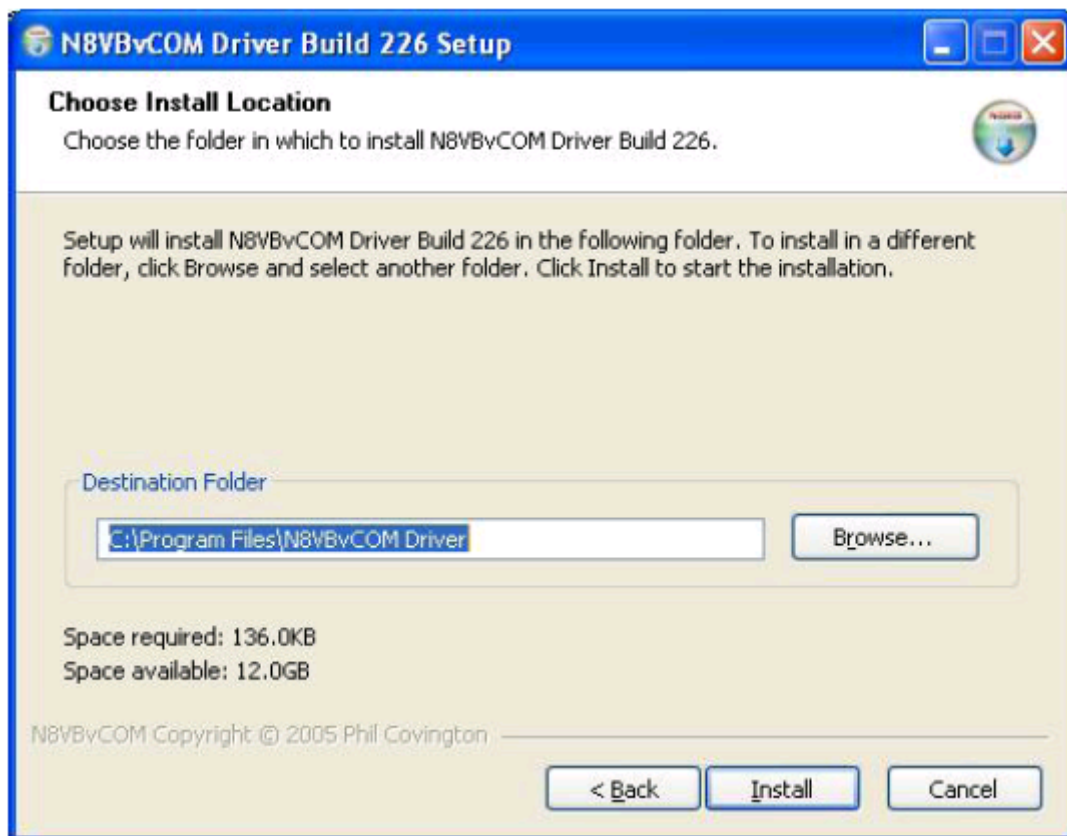 N8VBvCOM Driver Build 226 Setup
Choose Install Location
Choose the folder in which to install N8VBvCOM Driver Build 226.
Setup will install N8VBvCOM Driver Build 226 in the following folder. To install in a different
folder, click Browse and select another folder. Click Install to start the installation.
Destination Folder
C:\Program Files\N8VBvCOM Driver
Browse...
Space required: 136.0KB
Space available: 12.0GB
N8VBvCOM Copyright © 2005 Phil Covington
< Back Install Cancel